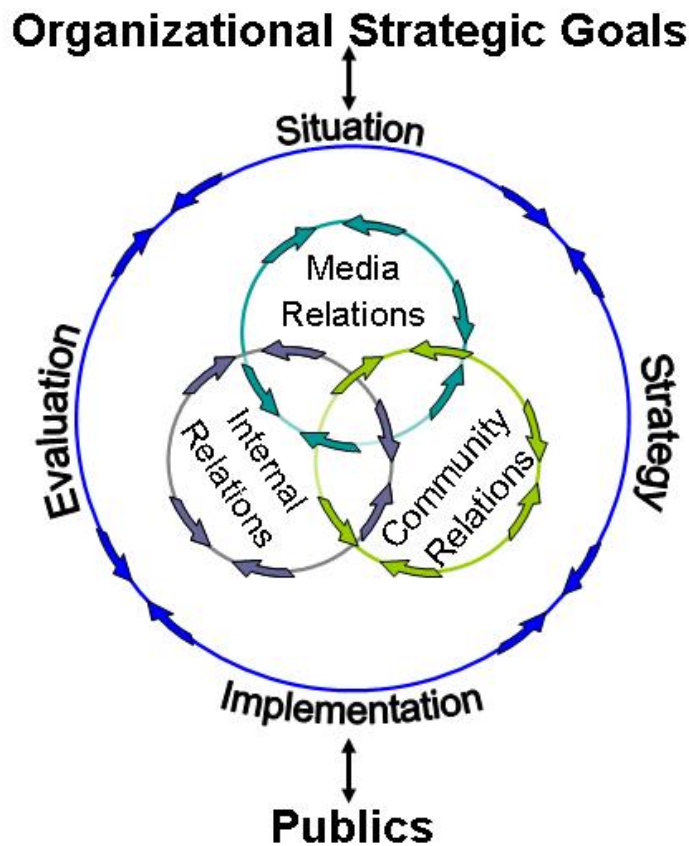 Organizational Strategic Goals
Situation
Media
Relations
Evaluation
Strategy
Internal
Relations
Community
Relations
Implementation
Publics